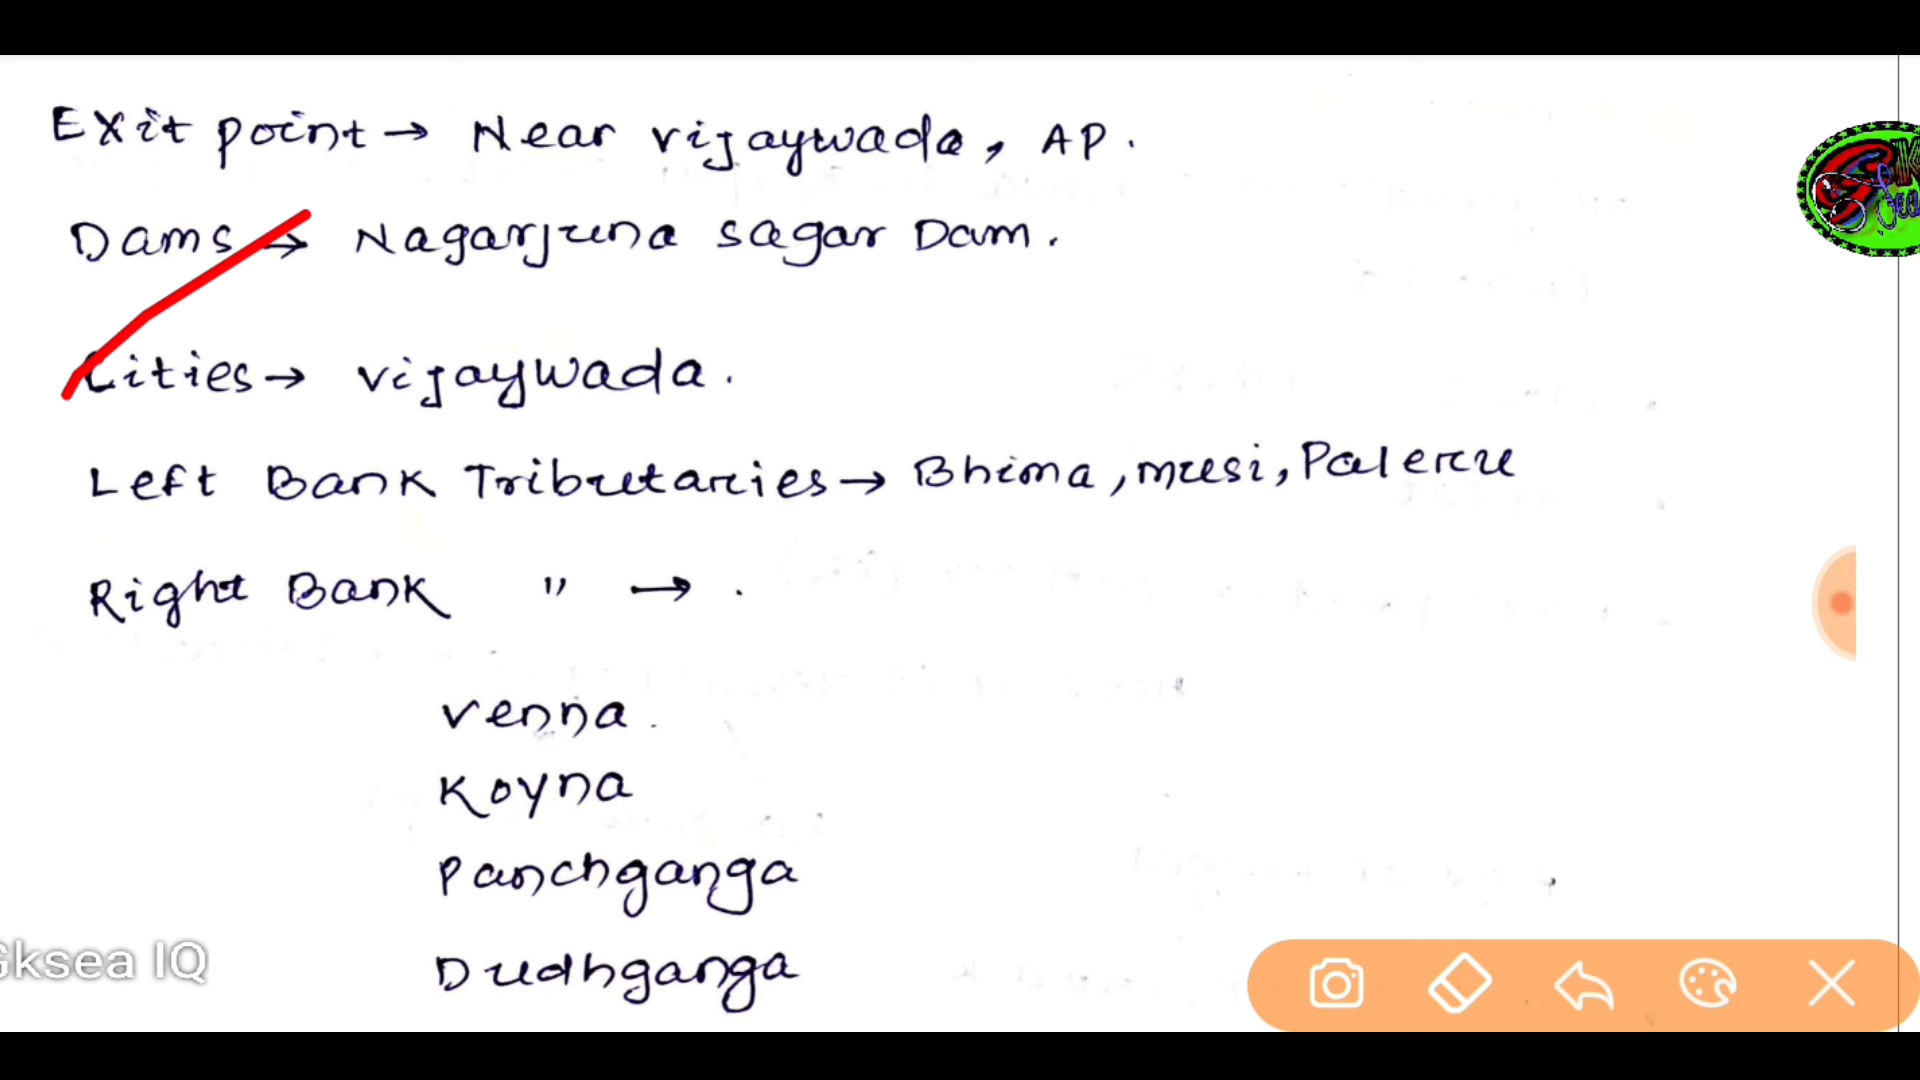 Exit point → Near vijaywada, AP.
Dams → Nagarjuna sagar Dam.
Cities → vijaywada.
Left Bank Tributaries → Bhima, musi, Paleru
Right Bank " → .
venna.
Koyna
Panchganga
Dudhganga
Gksea IQ